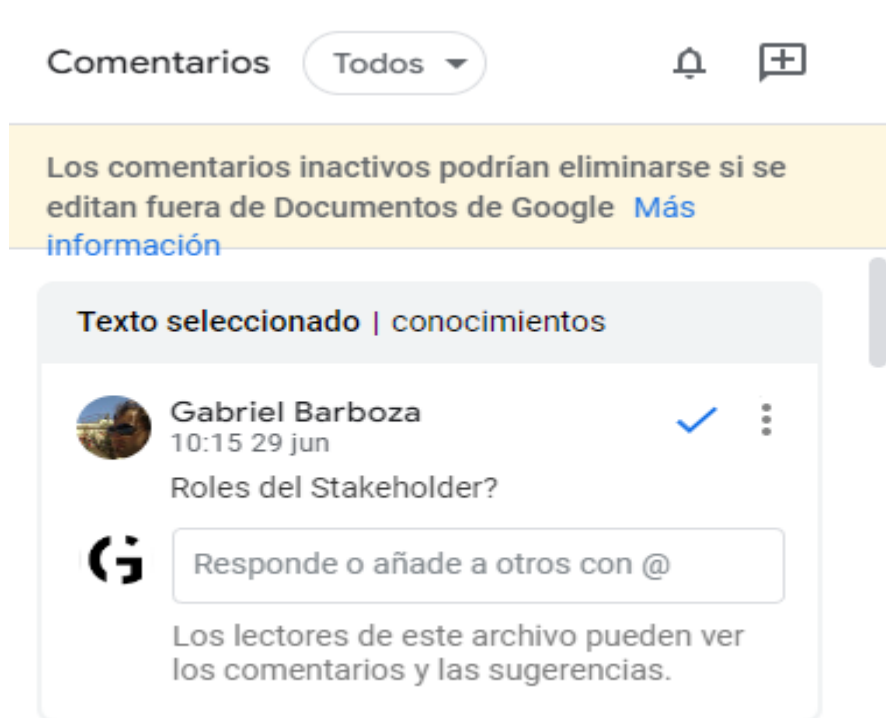 Comentarios Todos
Los comentarios inactivos podrían eliminarse si se
editan fuera de Documentos de Google Más
información
Texto seleccionado | conocimientos
Gabriel Barboza
10:15 29 jun
Roles del Stakeholder?
Responde o añade a otros con @
Los lectores de este archivo pueden ver
los comentarios y las sugerencias.